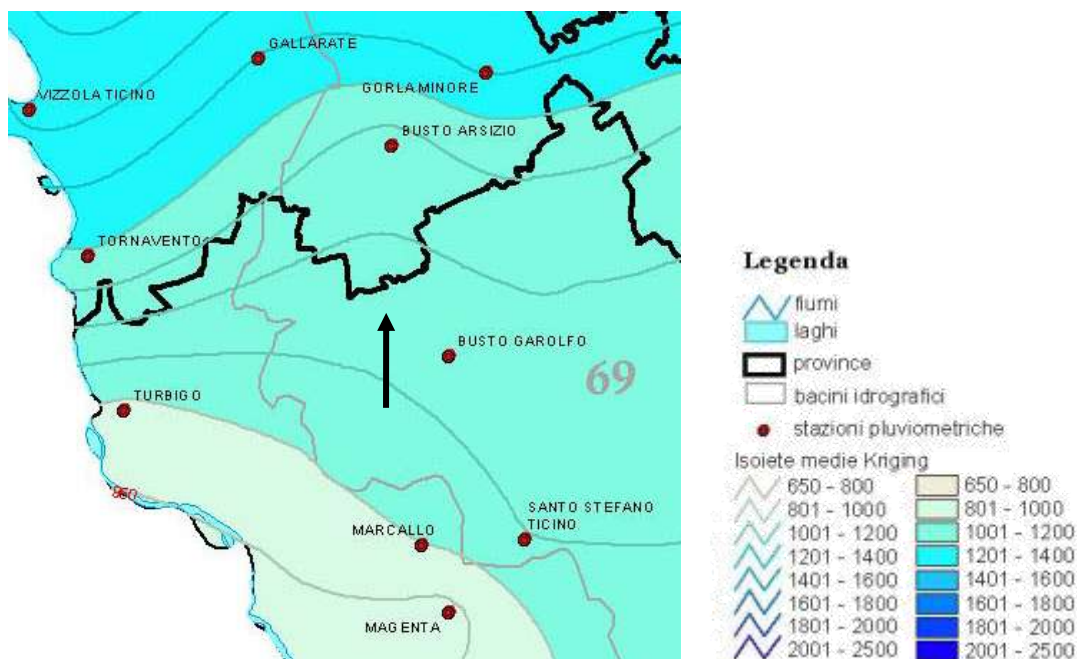 GALLARATE
GORLA MINORE
VIZZOLA TICINO
BUSTO ARSIZIO
TORNAVENTO
BUSTO GAROLFO
69
TURBIGO
950
SANTO STEFANO
TICINO
MARCALLO
MAGENTA
Legenda
fiumi
laghi
province
bacini idrografici
stazioni pluviometriche
Isoiete medie Kriging
650 - 800 650 - 800
801 - 1000 801 - 1000
1001 - 1200 1001 - 1200
1201 - 1400 1201 - 1400
1401 - 1600 1401 - 1600
1601 - 1800 1601 - 1800
1801 - 2000 1801 - 2000
2001 - 2500 2001 - 2500